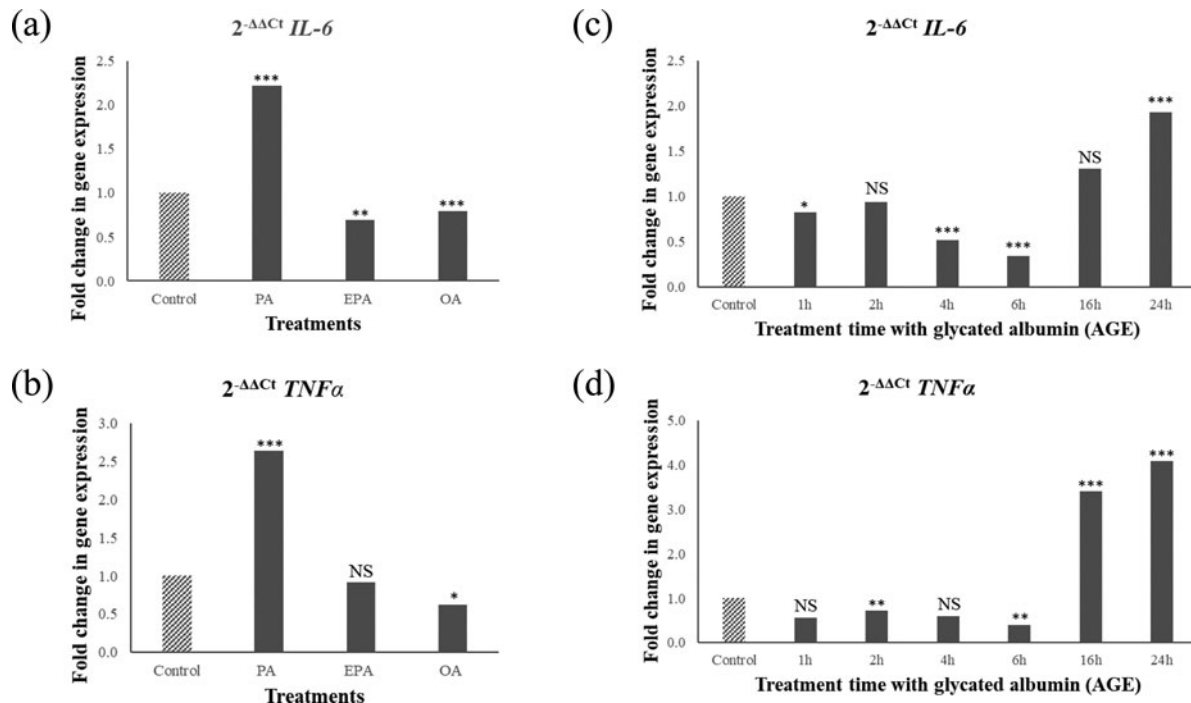 (a)
2-ΔΔCt IL-6
Fold change in gene expression
2.5
2.0
1.5
1.0
0.5
0.0
***
**
***
Control PA EPA OA
Treatments
(b)
2-ΔΔCt TNFα
Fold change in gene expression
3.0
2.5
2.0
1.5
1.0
0.5
0.0
***
NS
*
Control PA EPA OA
Treatments
(c)
2-ΔΔCt IL-6
Fold change in gene expression
2.5
2.0
1.5
1.0
0.5
0.0
*
NS
***
***
NS
***
Control 1h 2h 4h 6h 16h 24h
Treatment time with glycated albumin (AGE)
(d)
2-ΔΔCt TNFα
Fold change in gene expression
5.0
4.0
3.0
2.0
1.0
0.0
NS
**
NS
**
***
***
Control 1h 2h 4h 6h 16h 24h
Treatment time with glycated albumin (AGE)